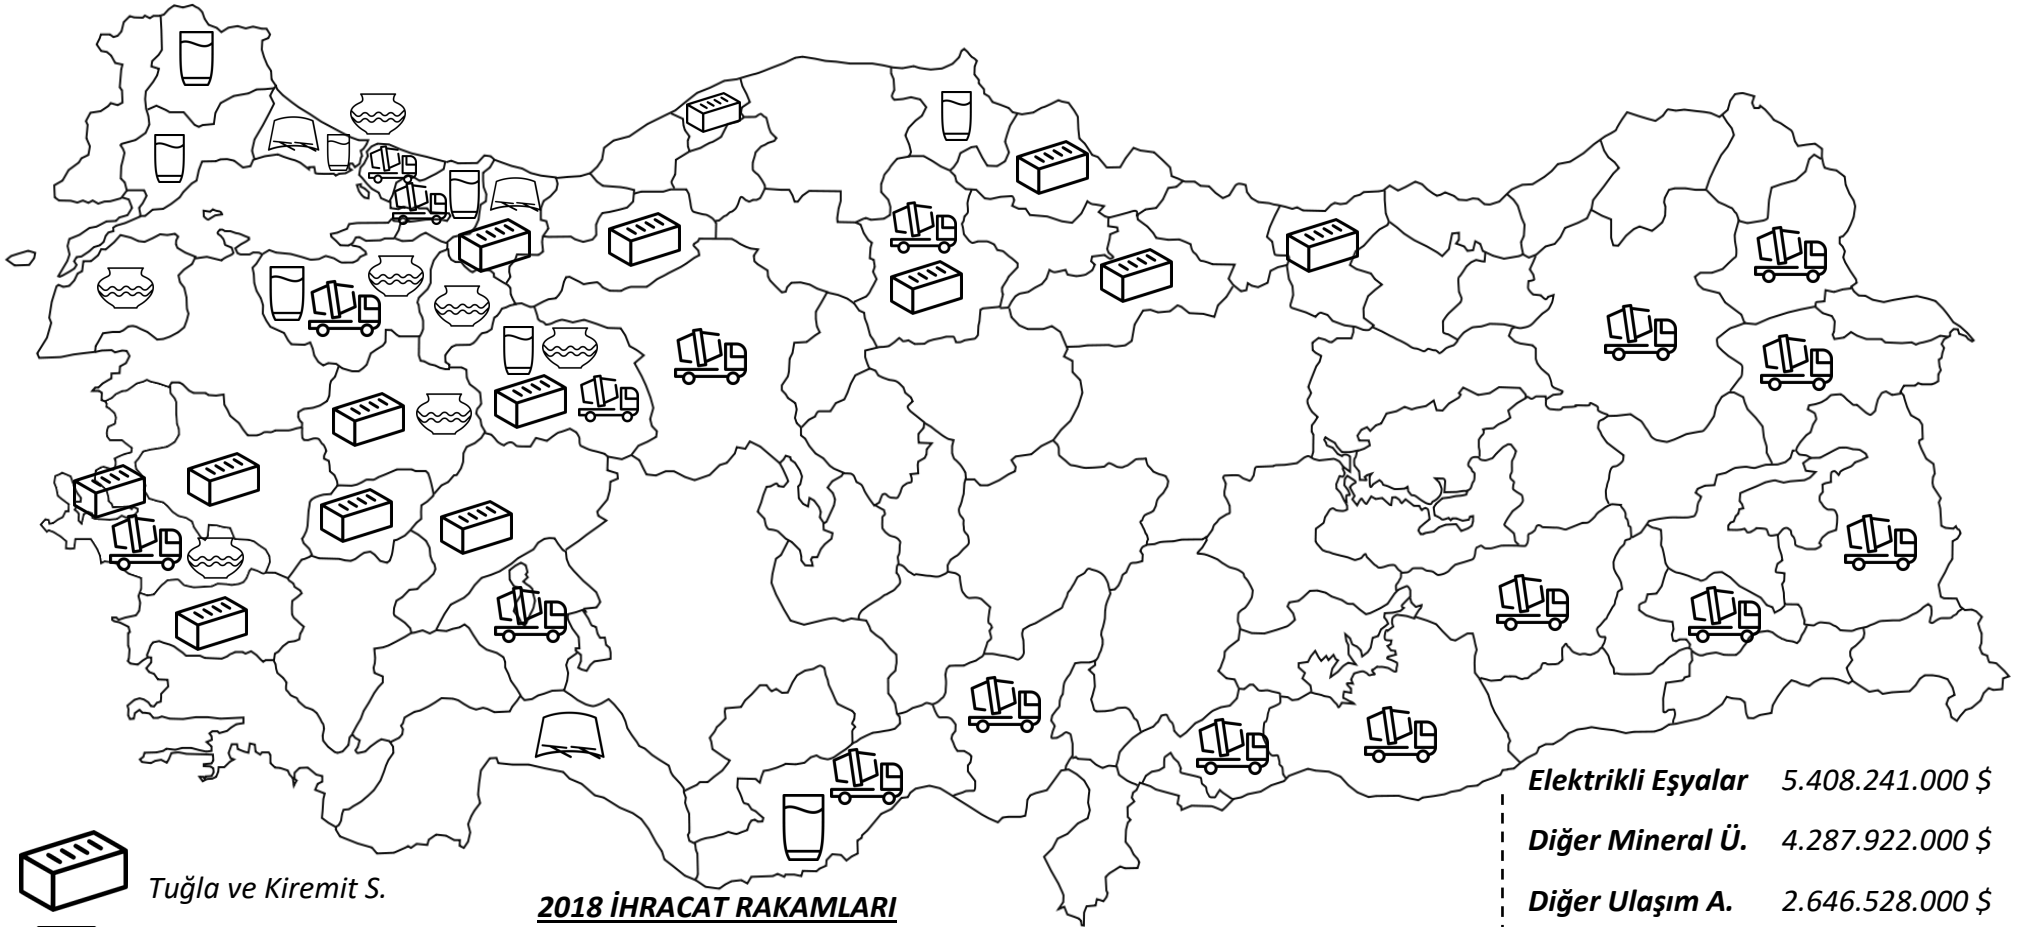 Elektrikli Eşyalar 5.408.241.000 $
Diğer Mineral Ü. 4.287.922.000 $
Diğer Ulaşım A. 2.646.528.000 $
Tuğla ve Kiremit S.
2018 İHRACAT RAKAMLARI